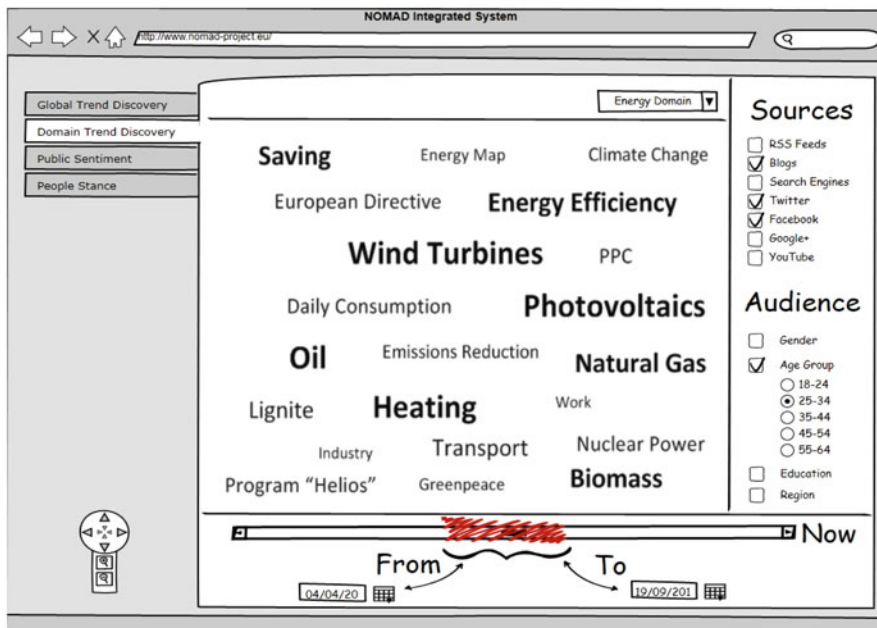 NOMAD Integrated System
http://www.nomad-project.eu/
Global Trend Discovery
Domain Trend Discovery
Public Sentiment
People Stance
Energy Domain
Saving Energy Map Climate Change
European Directive Energy Efficiency
Wind Turbines PPC
Daily Consumption Photovoltaics
Oil Emissions Reduction Natural Gas
Lignite Heating Work
Industry Transport Nuclear Power
Program “Helios” Greenpeace Biomass
Sources
RSS Feeds
Blogs
Search Engines
Twitter
Facebook
Google+
YouTube
Audience
Gender
Age Group
18-24
25-34
35-44
45-54
55-64
Education
Region
Now
From To
04/04/20 19/09/201